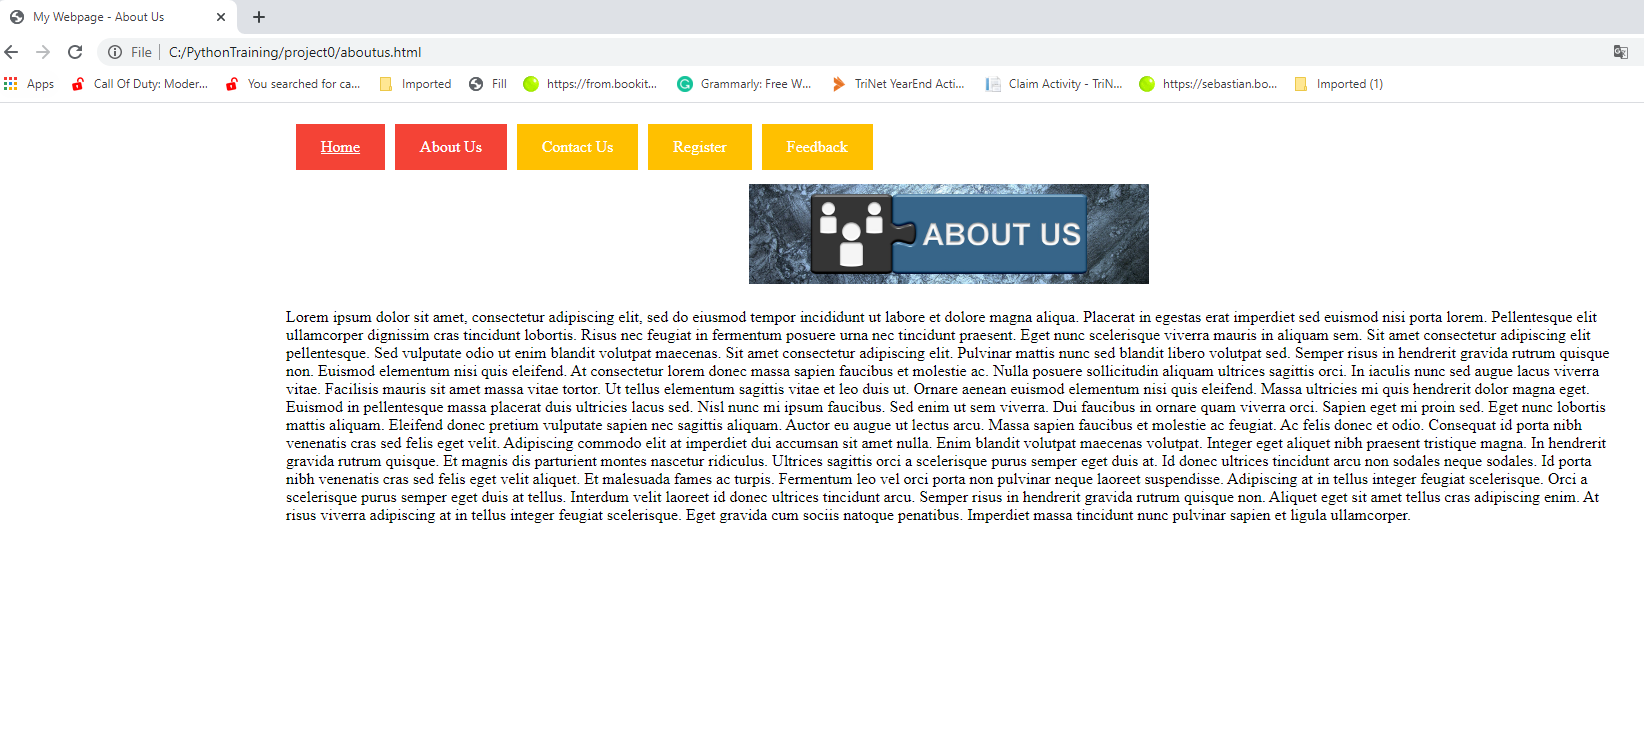 My Webpage - About Us
File | C:/PythonTraining/project0/aboutus.html
Apps Call Of Duty: Moder... You searched for ca... Imported Fill https://from.bookit... Grammarly: Free W... TriNet YearEnd Acti... Claim Activity - TriN... https://sebastian.bo... Imported (1)
Home About Us Contact Us Register Feedback
ABOUT US
Lorem ipsum dolor sit amet, consectetur adipiscing elit, sed do eiusmod tempor incididunt ut labore et dolore magna aliqua. Placerat in egestas erat imperdiet sed euismod nisi porta lorem. Pellentesque elit
ullamcorper dignissim cras tincidunt lobortis. Risus nec feugiat in fermentum posuere urna nec tincidunt praesent. Eget nunc scelerisque viverra mauris in aliquam sem. Sit amet consectetur adipiscing elit
pellentesque. Sed vulputate odio ut enim blandit volutpat maecenas. Sit amet consectetur adipiscing elit. Pulvinar mattis nunc sed blandit libero volutpat sed. Semper risus in hendrerit gravida rutrum quisque
non. Euismod elementum nisi quis eleifend. At consectetur lorem donec massa sapien faucibus et molestie ac. Nulla posuere sollicitudin aliquam ultrices sagittis orci. In iaculis nunc sed augue lacus viverra
vitae. Facilisis mauris sit amet massa vitae tortor. Ut tellus elementum sagittis vitae et leo duis ut. Ornare aenean euismod elementum nisi quis eleifend. Massa ultricies mi quis hendrerit dolor magna eget.
Euismod in pellentesque massa placerat duis ultricies lacus sed. Nisl nunc mi ipsum faucibus. Sed enim ut sem viverra. Dui faucibus in ornare quam viverra orci. Sapien eget mi proin sed. Eget nunc lobortis
mattis aliquam. Eleifend donec pretium vulputate sapien nec sagittis aliquam. Auctor eu augue ut lectus arcu. Massa sapien faucibus et molestie ac feugiat. Ac felis donec et odio. Consequat id porta nibh
venenatis cras sed felis eget velit. Adipiscing commodo elit at imperdiet dui accumsan sit amet nulla. Enim blandit volutpat maecenas volutpat. Integer eget aliquet nibh praesent tristique magna. In hendrerit
gravida rutrum quisque. Et magnis dis parturient montes nascetur ridiculus. Ultrices sagittis orci a scelerisque purus semper eget duis at. Id donec ultrices tincidunt arcu non sodales neque sodales. Id porta
nibh venenatis cras sed felis eget velit aliquet. Et malesuada fames ac turpis. Fermentum leo vel orci porta non pulvinar neque laoreet suspendisse. Adipiscing at in tellus integer feugiat scelerisque. Orci a
scelerisque purus semper eget duis at tellus. Interdum velit laoreet id donec ultrices tincidunt arcu. Semper risus in hendrerit gravida rutrum quisque non. Aliquet eget sit amet tellus cras adipiscing enim. At
risus viverra adipiscing at in tellus integer feugiat scelerisque. Eget gravida cum sociis natoque penatibus. Imperdiet massa tincidunt nunc pulvinar sapien et ligula ullamcorper.